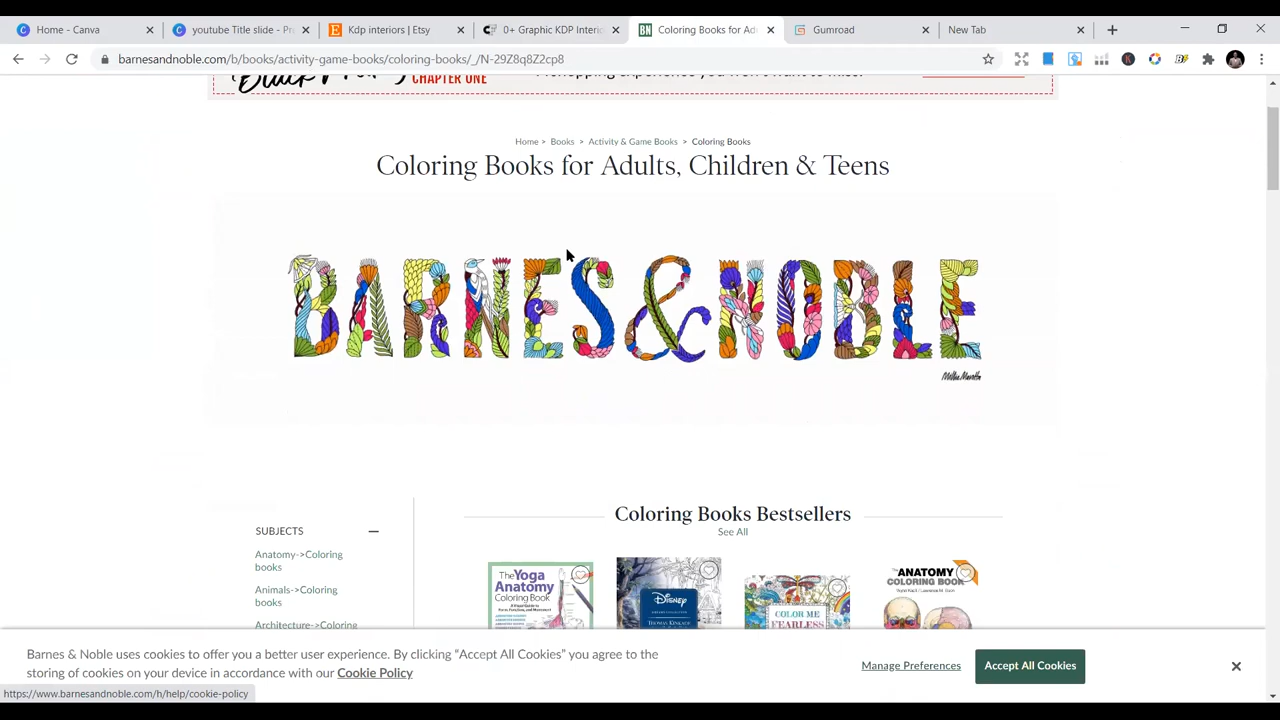 Home - Canva
youtube Title slide - Pr
Kdp interiors | Etsy
0+ Graphic KDP Interi
Coloring Books for Ad
Gumroad
New Tab
barnesandnoble.com/b/books/activity-game-books/coloring-books/_/N-29Z8q8Z2cp8
CHAPTER ONE
Home > Books > Activity & Game Books > Coloring Books
Coloring Books for Adults, Children & Teens
BARNES & NOBLE
Millie Marotta
SUBJECTS
Anatomy->Coloring
books
Animals->Coloring
books
Architecture->Coloring
Coloring Books Bestsellers
See All
The Yoga
Anatomy
Coloring Book
DISNEY
THOMAS KINKADE
COLOR ME
FEARLESS
THE ANATOMY
COLORING BOOK
Barnes & Noble uses cookies to offer you a better user experience. By clicking “Accept All Cookies” you agree to the
storing of cookies on your device in accordance with our Cookie Policy
Manage Preferences
Accept All Cookies
https://www.barnesandnoble.com/h/help/cookie-policy